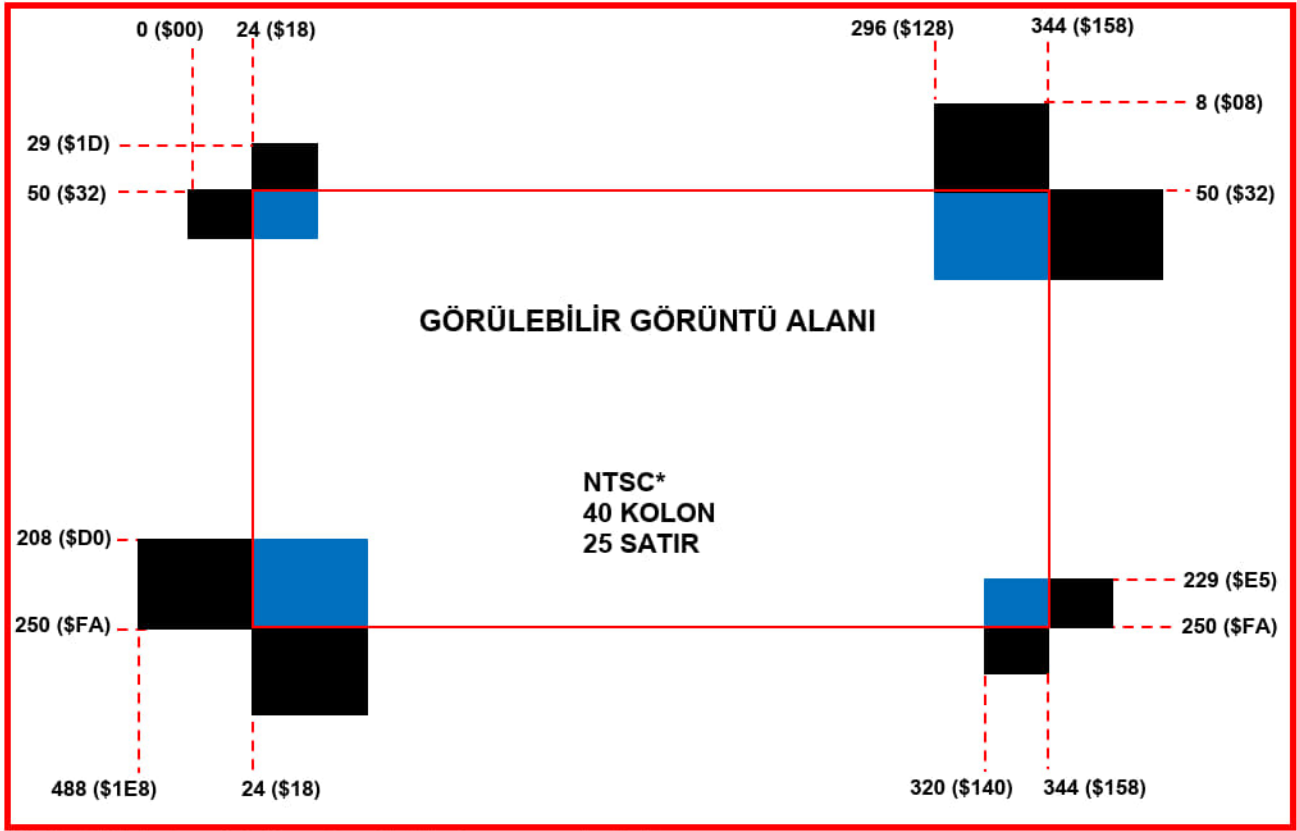 0 ($00)
24 ($18)
296 ($128)
344 ($158)
8 ($08)
29 ($1D)
50 ($32)
50 ($32)
GÖRÜLEBİLİR GÖRÜNTÜ ALANI
NTSC*
40 KOLON
25 SATIR
208 ($D0)
229 ($E5)
250 ($FA)
250 ($FA)
488 ($1E8)
24 ($18)
320 ($140)
344 ($158)